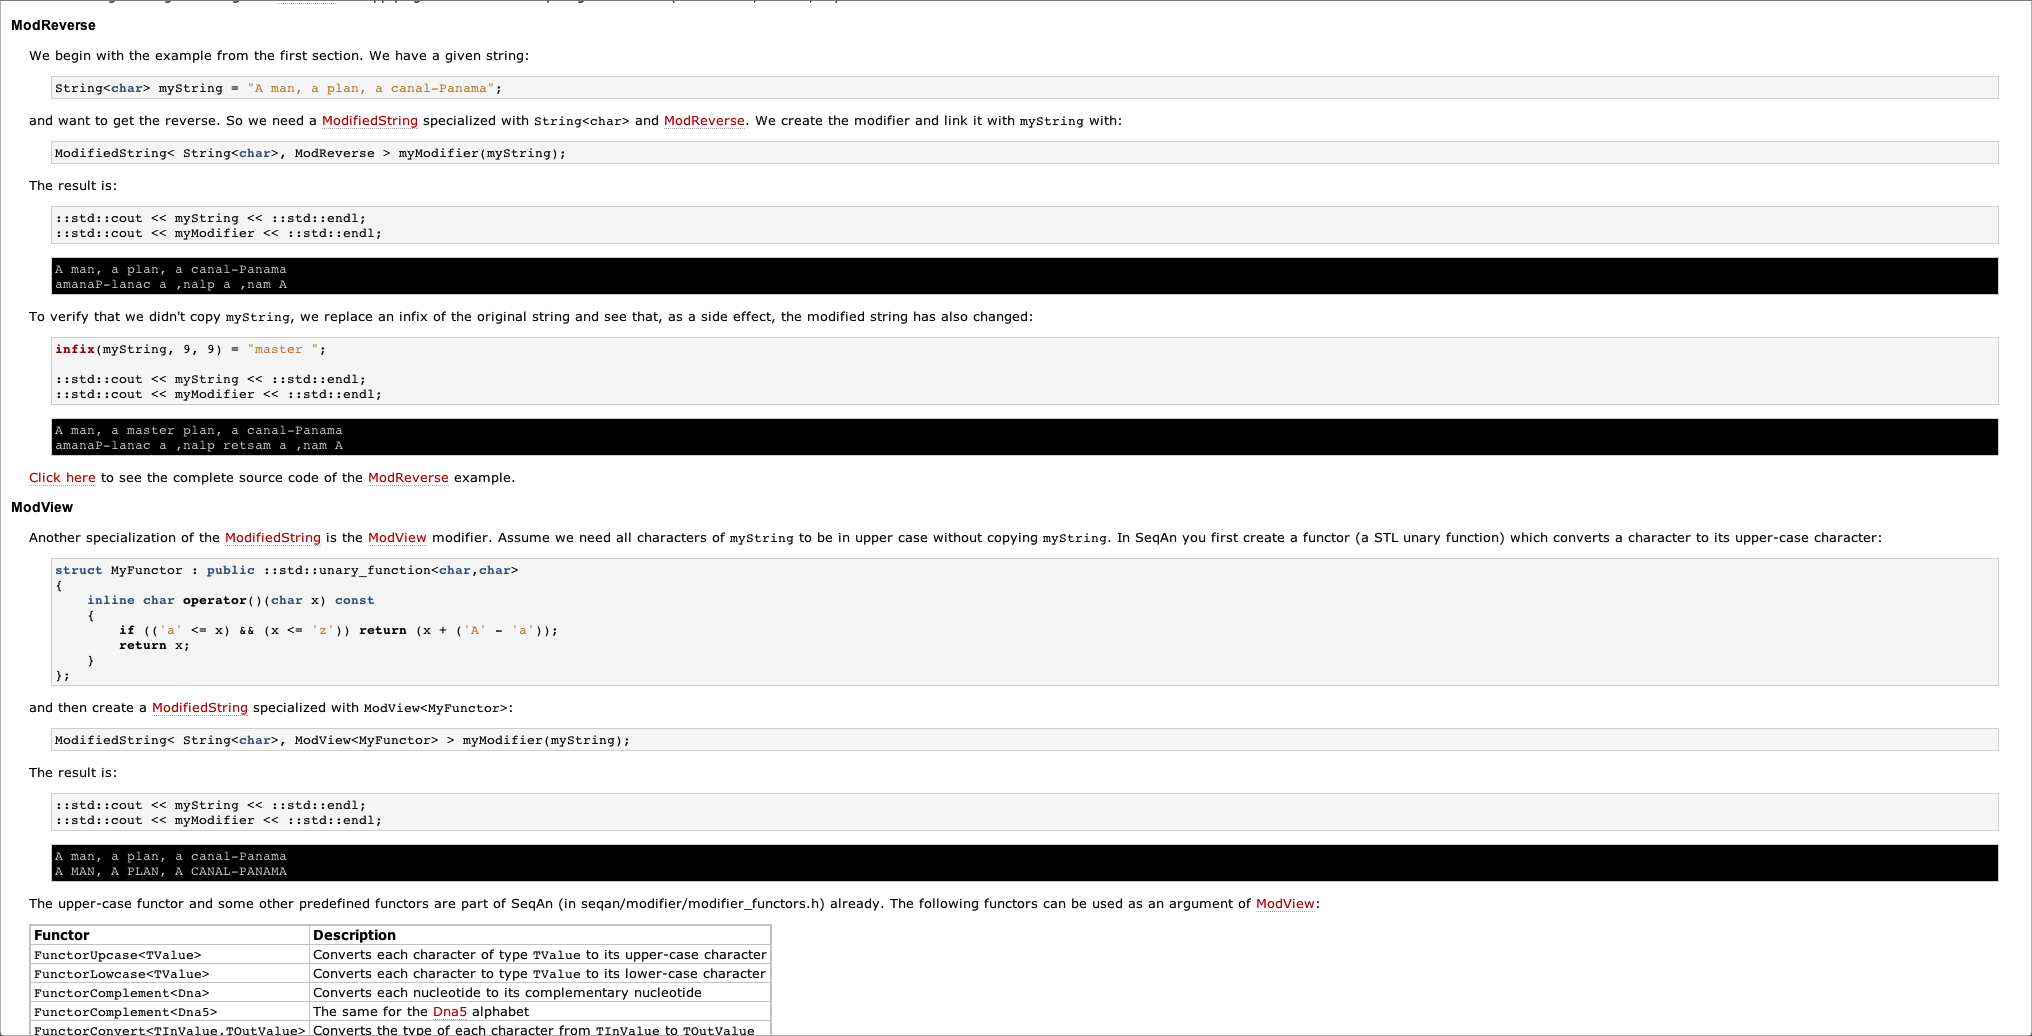 ModReverse
We begin with the example from the first section. We have a given string:
String<char> myString = "A man, a plan, a canal-Panama";
and want to get the reverse. So we need a ModifiedString specialized with String<char> and ModReverse. We create the modifier and link it with myString with:
ModifiedString< String<char>, ModReverse > myModifier(myString);
The result is:
::std::cout << myString << ::std::endl;
::std::cout << myModifier << ::std::endl;
A man, a plan, a canal-Panama
amanaP-lanac a ,nalp a ,nam A
To verify that we didn't copy myString, we replace an infix of the original string and see that, as a side effect, the modified string has also changed:
infix(myString, 9, 9) = "master ";
::std::cout << myString << ::std::endl;
::std::cout << myModifier << ::std::endl;
A man, a master plan, a canal-Panama
amanaP-lanac a ,nalp retsam a ,nam A
Click here to see the complete source code of the ModReverse example.
ModView
Another specialization of the ModifiedString is the ModView modifier. Assume we need all characters of myString to be in upper case without copying myString. In SeqAn you first create a functor (a STL unary function) which converts a character to its upper-case character:
struct MyFunctor : public ::std::unary_function<char,char>
{
    inline char operator()(char x) const
    {
        if (('a' <= x) && (x <= 'z')) return (x + ('A' - 'a'));
        return x;
    }
};
and then create a ModifiedString specialized with ModView<MyFunctor>:
ModifiedString< String<char>, ModView<MyFunctor> > myModifier(myString);
The result is:
::std::cout << myString << ::std::endl;
::std::cout << myModifier << ::std::endl;
A man, a plan, a canal-Panama
A MAN, A PLAN, A CANAL-PANAMA
The upper-case functor and some other predefined functors are part of SeqAn (in seqan/modifier/modifier_functors.h) already. The following functors can be used as an argument of ModView:
Functor Description
FunctorUpcase<TValue> Converts each character of type TValue to its upper-case character
FunctorLowcase<TValue> Converts each character to type TValue to its lower-case character
FunctorComplement<Dna> Converts each nucleotide to its complementary nucleotide
FunctorComplement<Dna5> The same for the Dna5 alphabet
FunctorConvert<TInValue,TOutValue> Converts the type of each character from TInValue to TOutValue